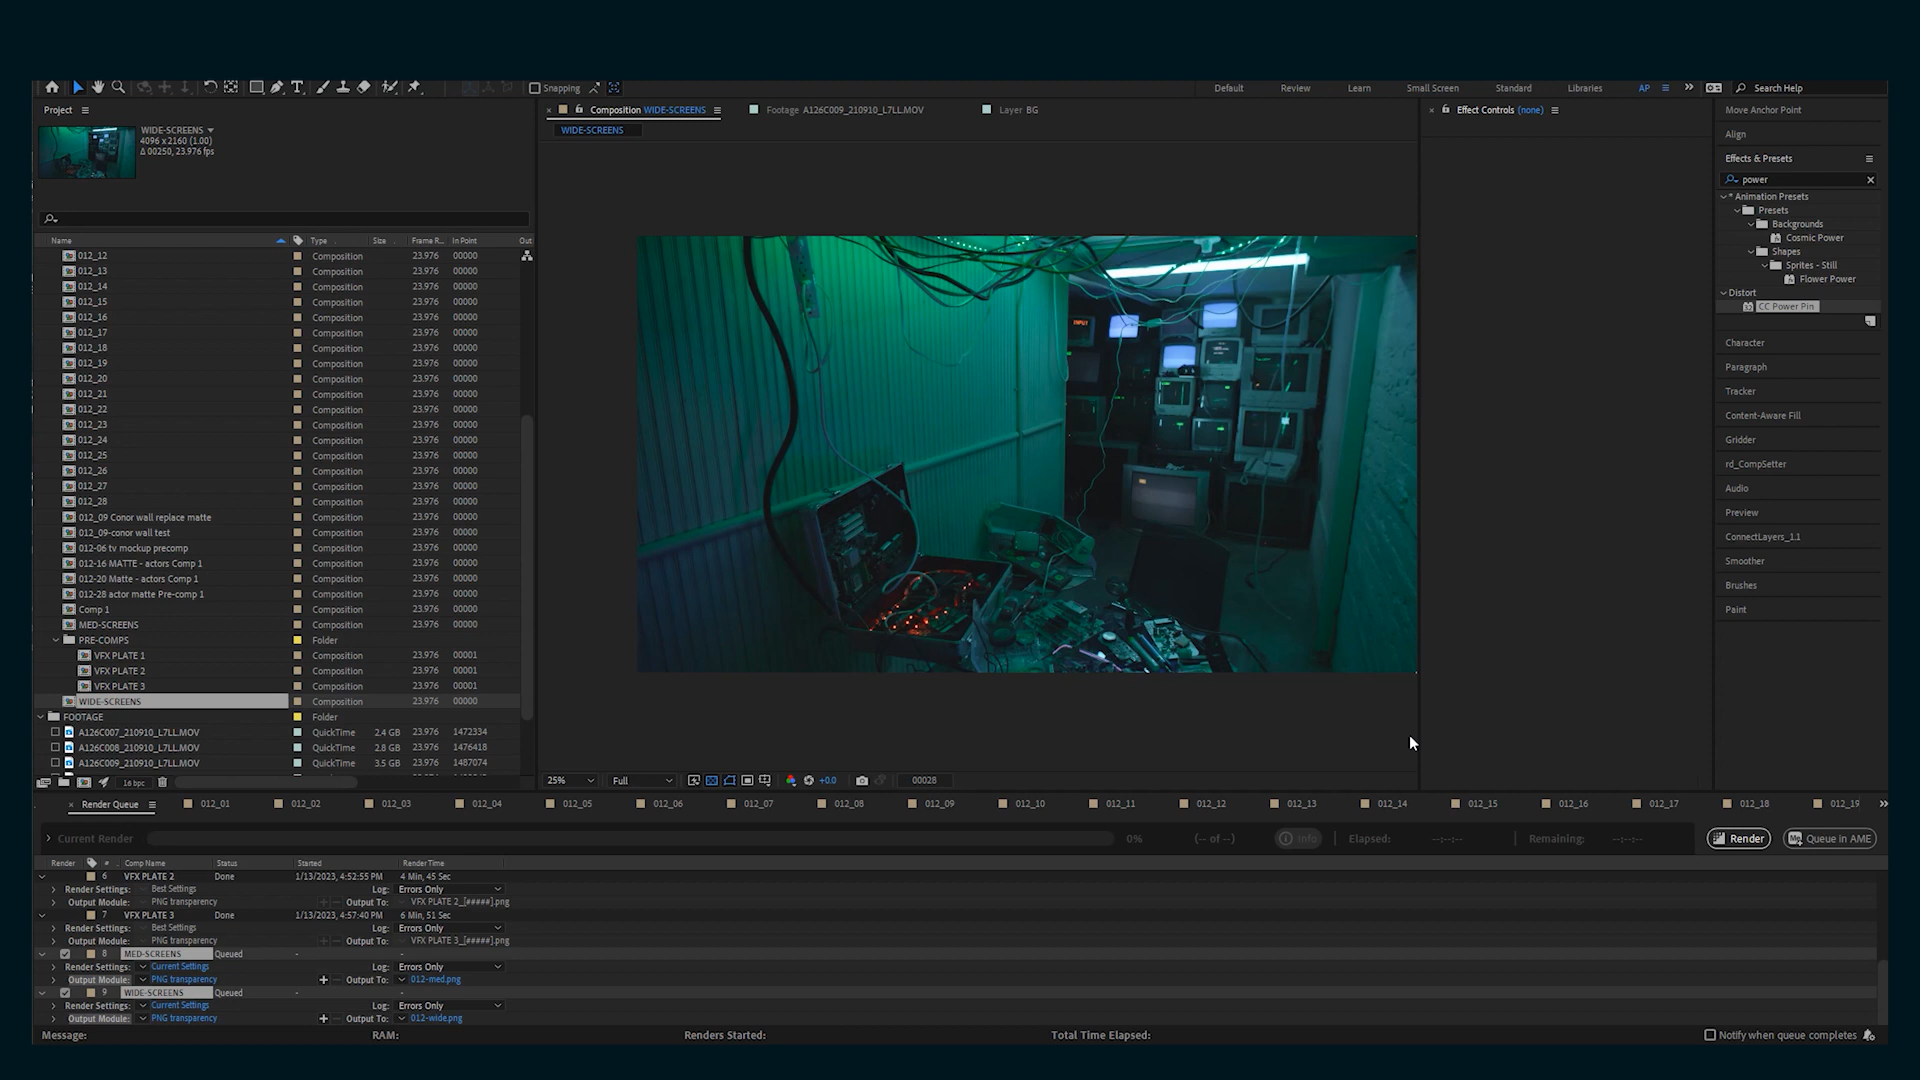 Snapping
Default Review Learn Small Screen Standard Libraries AP Search Help
Project
WIDE-SCREENS
4096 x 2160 (1.00)
Δ 00250, 23.976 fps
Name Type Size Frame R... In Point Out
012_12 Composition 23.976 00000
012_13 Composition 23.976 00000
012_14 Composition 23.976 00000
012_15 Composition 23.976 00000
012_16 Composition 23.976 00000
012_17 Composition 23.976 00000
012_18 Composition 23.976 00000
012_19 Composition 23.976 00000
012_20 Composition 23.976 00000
012_21 Composition 23.976 00000
012_22 Composition 23.976 00000
012_23 Composition 23.976 00000
012_24 Composition 23.976 00000
012_25 Composition 23.976 00000
012_26 Composition 23.976 00000
012_27 Composition 23.976 00000
012_28 Composition 23.976 00000
012_09 Conor wall replace matte Composition 23.976 00000
012_09-conor wall test Composition 23.976 00000
012-06 tv mockup precomp Composition 23.976 00000
012-16 MATTE - actors Comp 1 Composition 23.976 00000
012-20 Matte - actors Comp 1 Composition 23.976 00000
012-28 actor matte Pre-comp 1 Composition 23.976 00000
Comp 1 Composition 23.976 00000
MED-SCREENS Composition 23.976 00000
PRE-COMPS Folder
VFX PLATE 1 Composition 23.976 00001
VFX PLATE 2 Composition 23.976 00001
VFX PLATE 3 Composition 23.976 00001
WIDE-SCREENS Composition 23.976 00000
FOOTAGE Folder
A126C007_210910_L7LL.MOV QuickTime 2.4 GB 23.976 1472334
A126C008_210910_L7LL.MOV QuickTime 2.8 GB 23.976 1476418
A126C009_210910_L7LL.MOV QuickTime 3.5 GB 23.976 1487074
16 bpc
Composition WIDE-SCREENS Footage A126C009_210910_L7LL.MOV Layer BG
WIDE-SCREENS
INPUT
25% Full +0.0 00028
Effect Controls (none)
Move Anchor Point
Align
Effects & Presets
power
* Animation Presets
Presets
Backgrounds
Cosmic Power
Shapes
Sprites - Still
Flower Power
Distort
CC Power Pin
Character
Paragraph
Tracker
Content-Aware Fill
Gridder
rd_CompSetter
Audio
Preview
ConnectLayers_1.1
Smoother
Brushes
Paint
Render Queue 012_01 012_02 012_03 012_04 012_05 012_06 012_07 012_08 012_09 012_10 012_11 012_12 012_13 012_14 012_15 012_16 012_17 012_18 012_19
Current Render 0% (-- of --) Info Elapsed: --:--:-- Remaining: --:--:-- Render Me Queue in AME
Render # Comp Name Status Started Render Time
6 VFX PLATE 2 Done 1/13/2023, 4:52:55 PM 4 Min, 45 Sec
Render Settings: Best Settings Log: Errors Only
Output Module: PNG transparency Output To: VFX PLATE 2_[#####].png
7 VFX PLATE 3 Done 1/13/2023, 4:57:40 PM 6 Min, 51 Sec
Render Settings: Best Settings Log: Errors Only
Output Module: PNG transparency Output To: VFX PLATE 3_[#####].png
8 MED-SCREENS Queued - -
Render Settings: Current Settings Log: Errors Only
Output Module: PNG transparency Output To: 012-med.png
9 WIDE-SCREENS Queued - -
Render Settings: Current Settings Log: Errors Only
Output Module: PNG transparency Output To: 012-wide.png
Message: RAM: Renders Started: Total Time Elapsed: Notify when queue completes